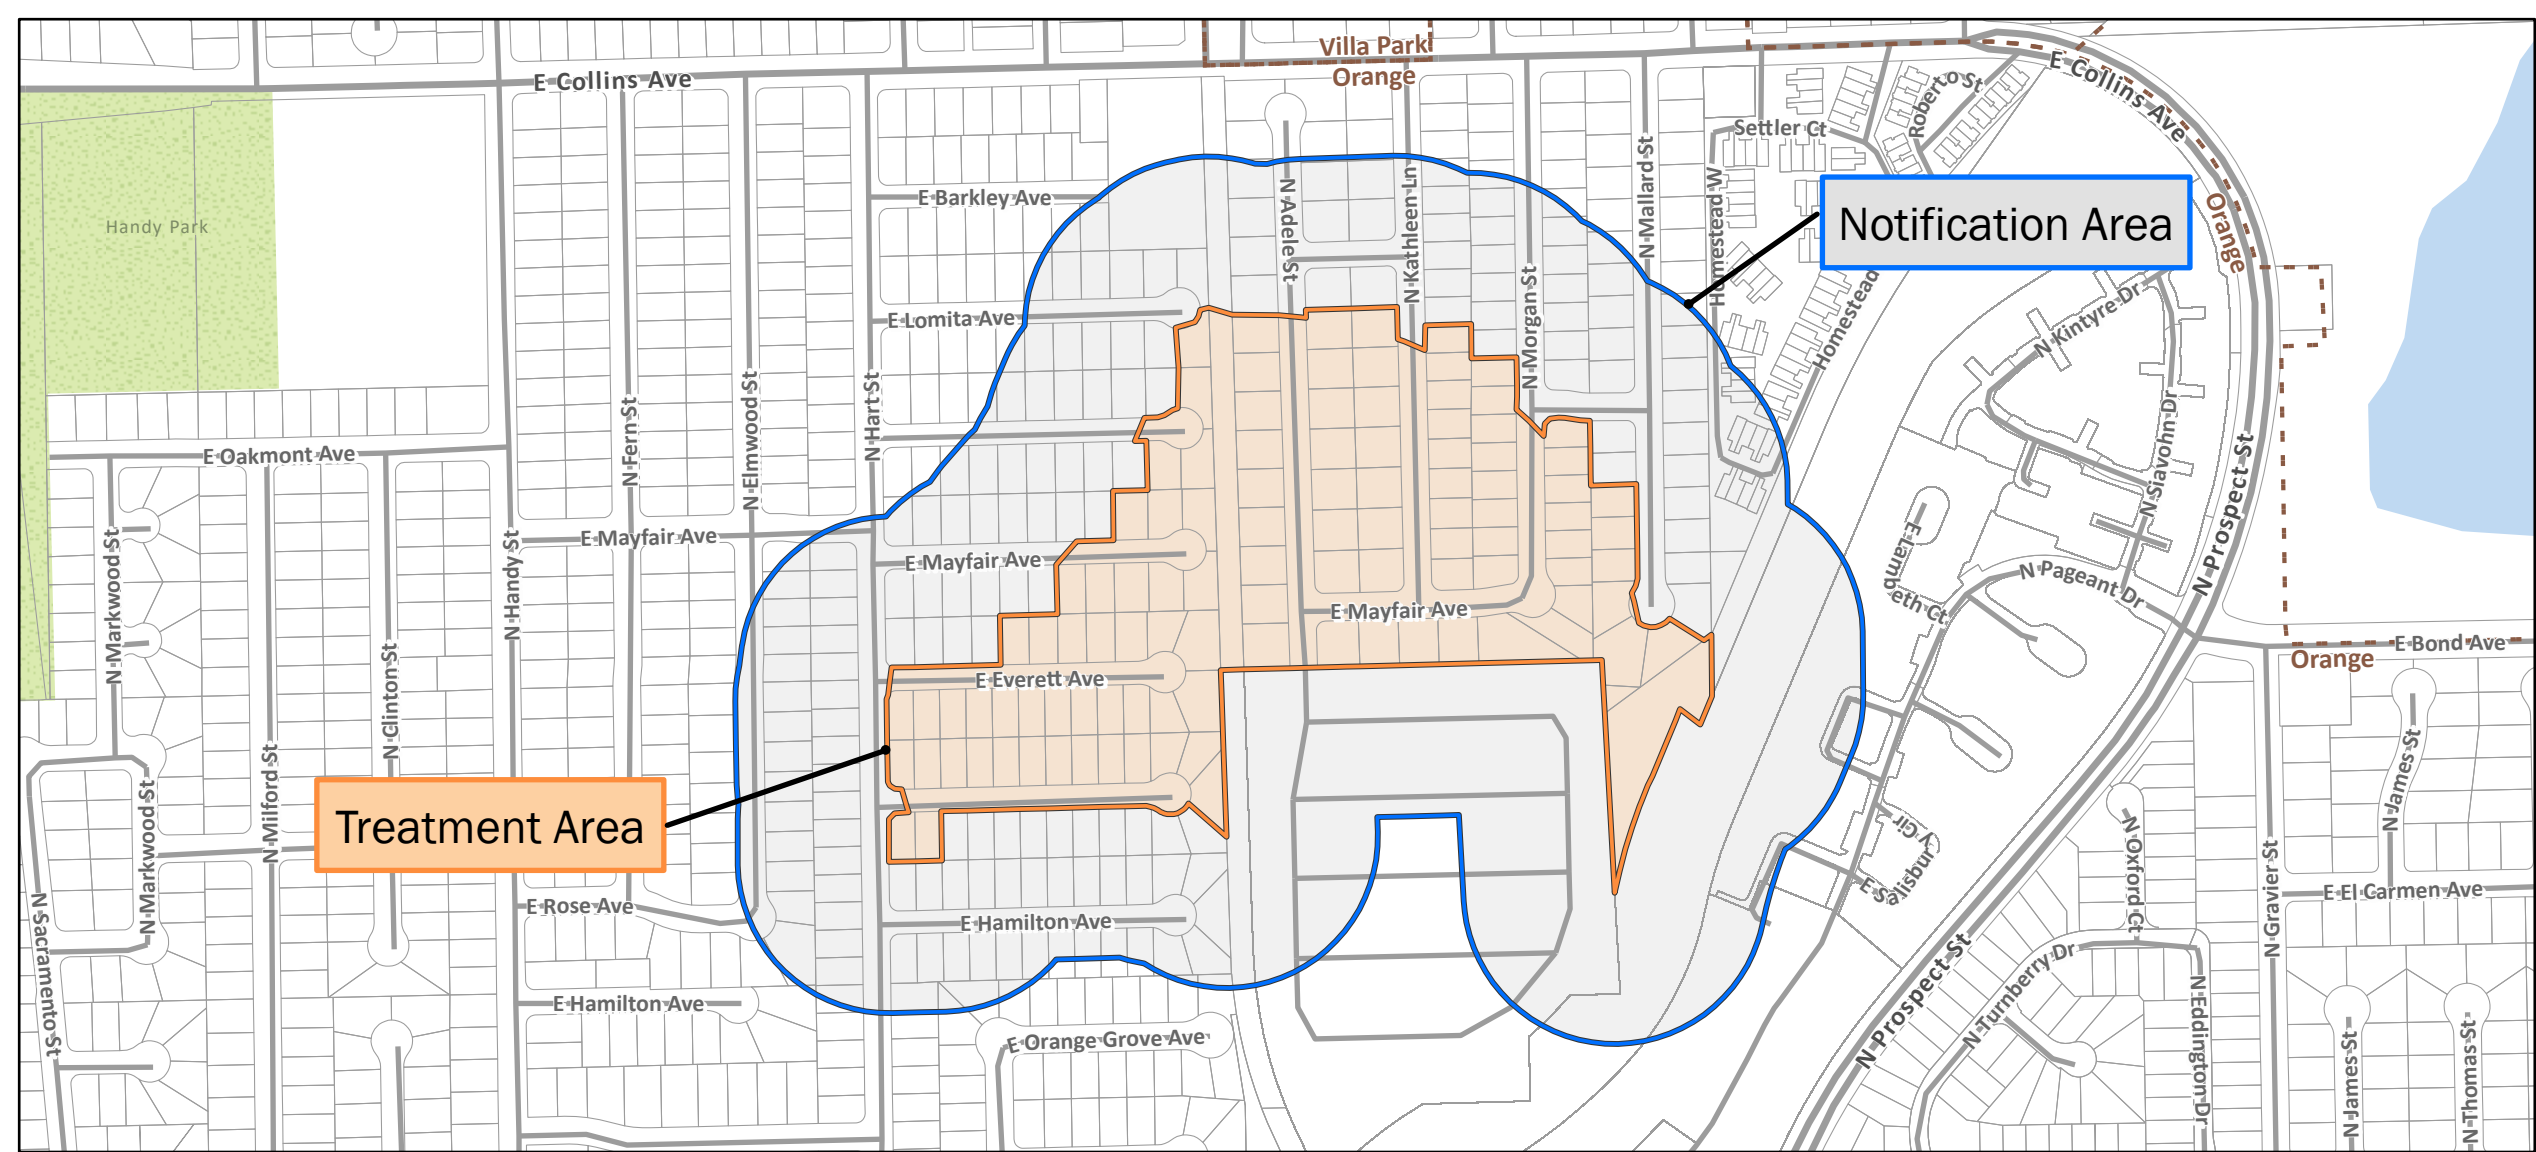 Villa Park
Orange
E Collins Ave
E Collins Ave
Roberto St
Settler Ct
Handy Park
E Barkley Ave
N Adele St
N Kathleen Ln
N Mallard St
Homestead W
Notification Area
Orange
E Lomita Ave
N Morgan St
Homestead
N Kintyre Dr
N Hart St
N Elmwood St
N Fern St
N Siavohn Dr
E Oakmont Ave
N Prospect St
N Markwood St
N Handy St
E Mayfair Ave
E Mayfair Ave
E Mayfair Ave
E Lamb
eth Ct
N Pageant Dr
E Bond Ave
Orange
N Clinton St
E Everett Ave
N Milford St
N Markwood St
Treatment Area
N James St
N Oxford Ct
E Salisbur
y Cir
N Gravier St
E El Carmen Ave
N Sacramento St
E Rose Ave
E Hamilton Ave
E Hamilton Ave
E Orange Grove Ave
N Prospect St
N Turnberry Dr
N Eddington Dr
N James St
N Thomas St